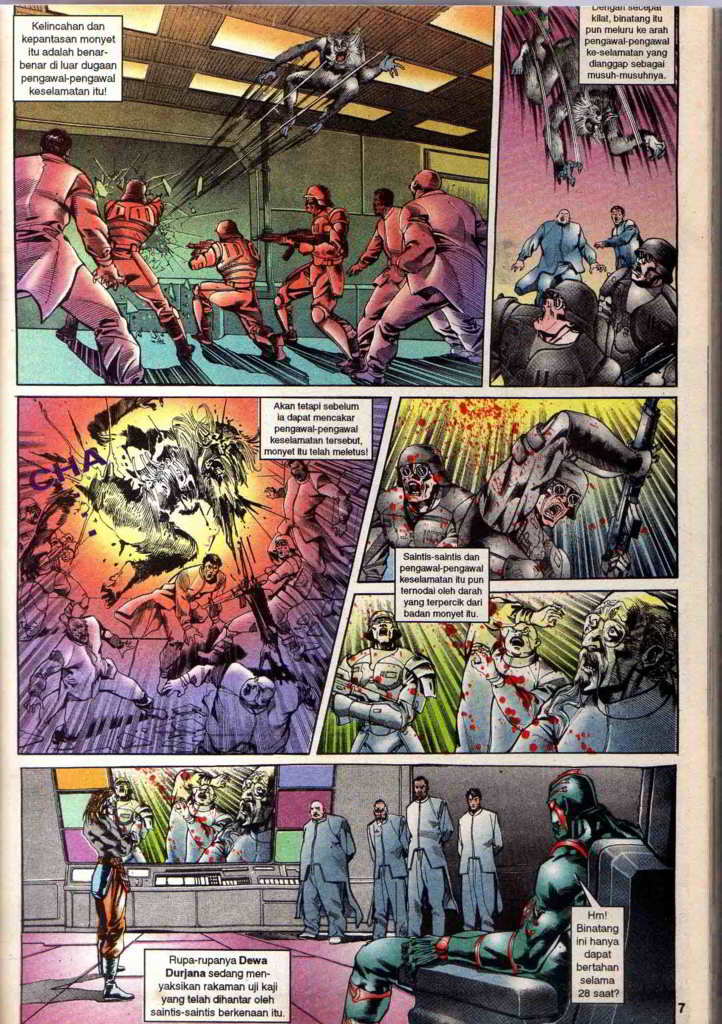 Kelincahan dan
kepantasan monyet
itu adalah benar-
benar di luar dugaan
pengawal-pengawal
keselamatan itu!
Dengan secepat
kilat, binatang itu
pun meluru ke arah
pengawal-pengawal
ke-selamatan yang
dianggap sebagai
musuh-musuhnya.
Akan tetapi sebelum
ia dapat mencakar
pengawal-pengawal
keselamatan tersebut,
monyet itu telah meletus!
CHA
Saintis-saintis dan
pengawal-pengawal
keselamatan itu pun
ternodai oleh darah
yang terpercik dari
badan monyet itu.
Hm!
Binatang
ini hanya
dapat
bertahan
selama
28 saat?
Rupa-rupanya Dewa
Durjana sedang men-
yaksikan rakaman uji kaji
yang telah dihantar oleh
saintis-saintis berkenaan itu.
7